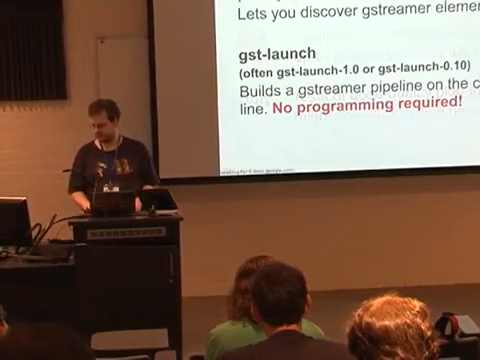 Lets you discover gstreamer eleme
gst-launch
(often gst-launch-1.0 or gst-launch-0.10)
Builds a gstreamer pipeline on the c
line. No programming required!